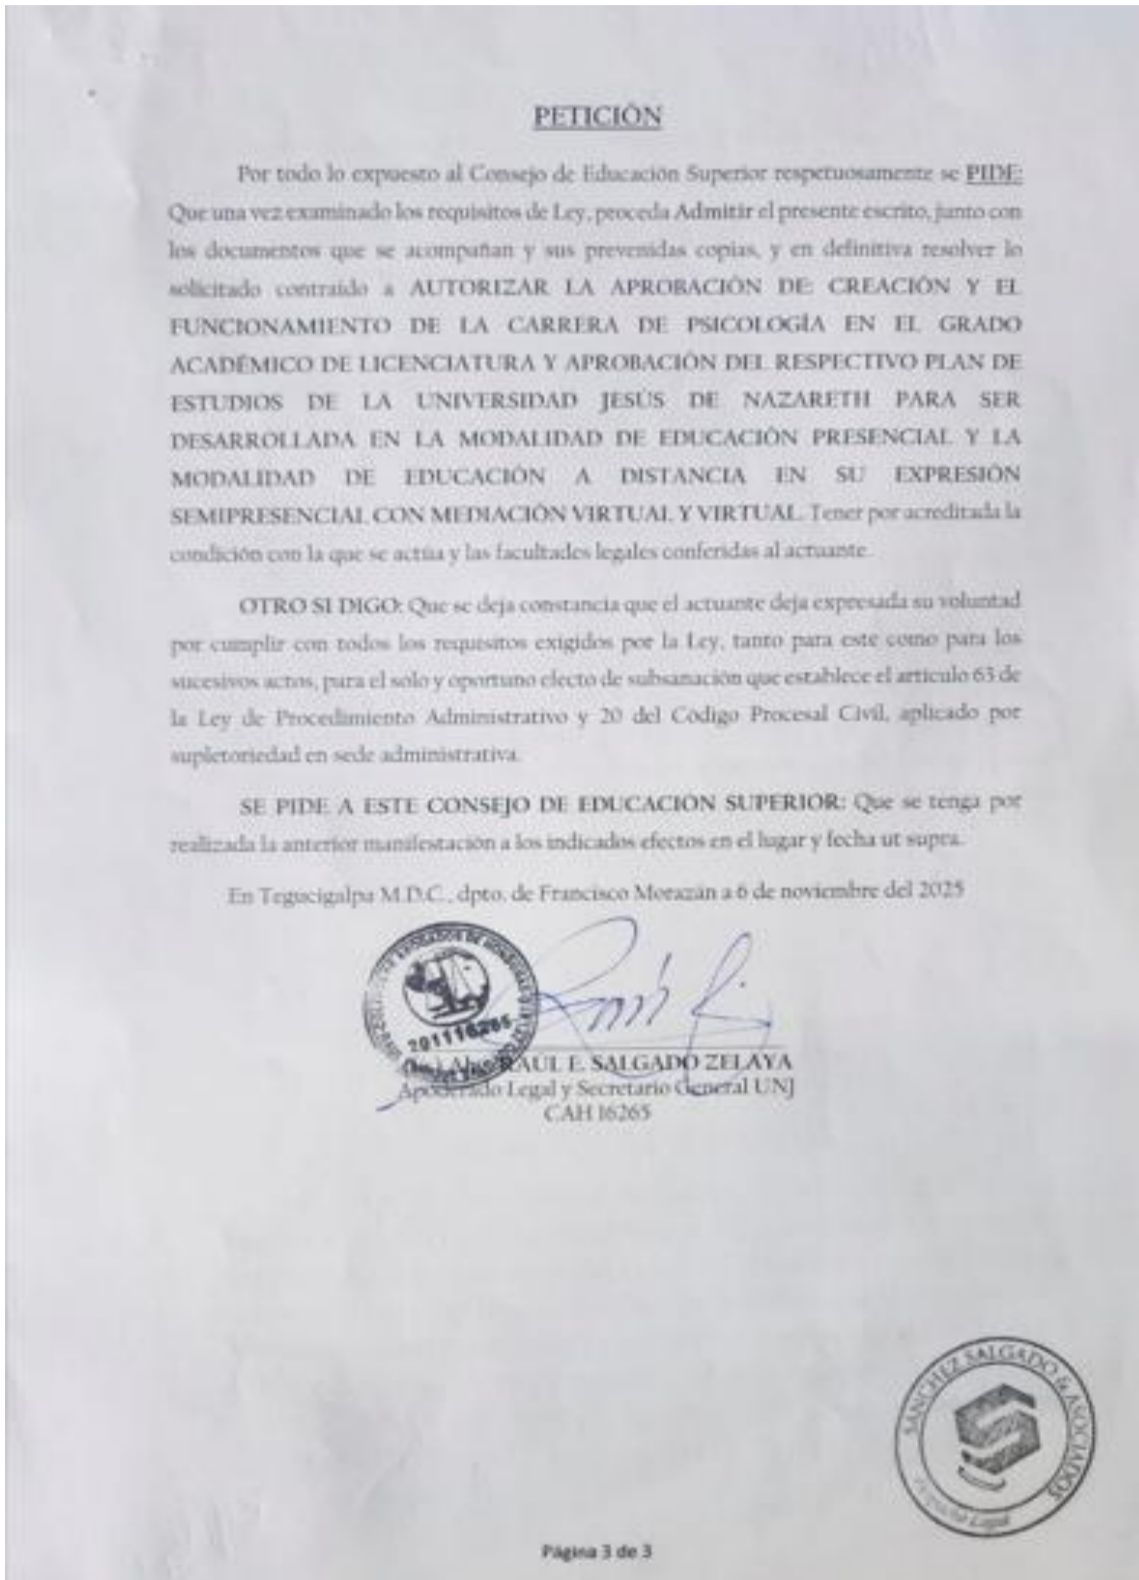 PETICIÓN
Por todo lo expuesto al Consejo de Educación Superior respetuosamente se PIDE:
Que una vez examinado los requisitos de Ley, proceda Admitir el presente escrito, junto con
los documentos que se acompañan y sus prevenidas copias, y en definitiva resolver lo
solicitado contraído a AUTORIZAR LA APROBACIÓN DE: CREACIÓN Y EL
FUNCIONAMIENTO DE LA CARRERA DE PSICOLOGÍA EN EL GRADO
ACADÉMICO DE LICENCIATURA Y APROBACIÓN DEL RESPECTIVO PLAN DE
ESTUDIOS DE LA UNIVERSIDAD JESÚS DE NAZARETH PARA SER
DESARROLLADA EN LA MODALIDAD DE EDUCACIÓN PRESENCIAL Y LA
MODALIDAD DE EDUCACIÓN A DISTANCIA EN SU EXPRESIÓN
SEMIPRESENCIAL CON MEDIACIÓN VIRTUAL Y VIRTUAL. Tener por acreditada la
condición con la que se actúa y las facultades legales conferidas al actuante.
OTRO SI DIGO: Que se deja constancia que el actuante deja expresada su voluntad
por cumplir con todos los requisitos exigidos por la Ley, tanto para este como para los
sucesivos actos, para el solo y oportuno efecto de subsanación que establece el artículo 63 de
la Ley de Procedimiento Administrativo y 20 del Código Procesal Civil, aplicado por
supletoriedad en sede administrativa.
SE PIDE A ESTE CONSEJO DE EDUCACIÓN SUPERIOR: Que se tenga por
realizada la anterior manifestación a los indicados efectos en el lugar y fecha ut supra.
En Tegucigalpa M.D.C., dpto. de Francisco Morazán a 6 de noviembre del 2025
ABOGADOS DE HONDURAS
RAUL E. SALGADO ZELAYA
Apoderado Legal y Secretario General UNJ
CAH 16265
SANCHEZ SALGADO & ASOCIADOS
Legal
Página 3 de 3